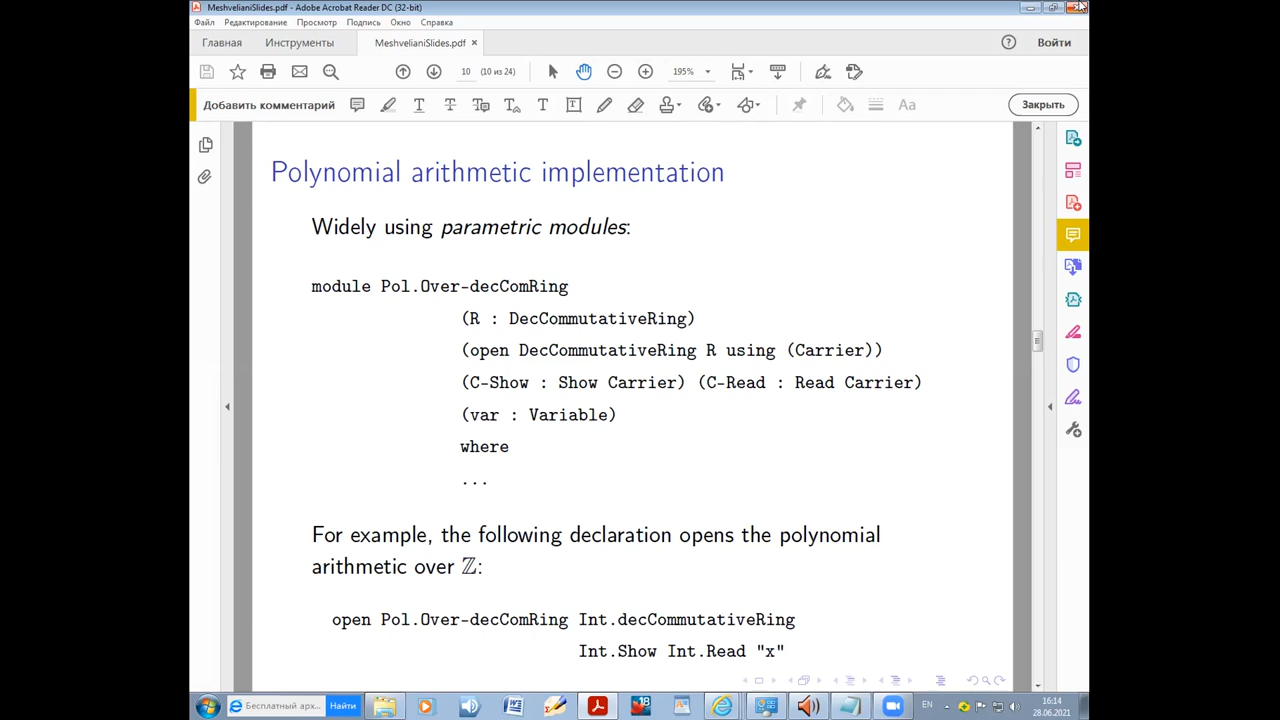 MeshvelianiSlides.pdf - Adobe Acrobat Reader DC (32-bit)
Файл Редактирование Просмотр Подпись Окно Справка
Главная Инструменты MeshvelianiSlides.pdf × Войти
10 (10 из 24) 195%
Добавить комментарий Aa Закрыть
Polynomial arithmetic implementation
Widely using parametric modules:
module Pol.Over-decComRing
(R : DecCommutativeRing)
(open DecCommutativeRing R using (Carrier))
(C-Show : Show Carrier) (C-Read : Read Carrier)
(var : Variable)
where
...
For example, the following declaration opens the polynomial
arithmetic over ℤ:
open Pol.Over-decComRing Int.decCommutativeRing
Int.Show Int.Read "x"
Бесплатный арх... Найти EN 16:14
28.06.2021